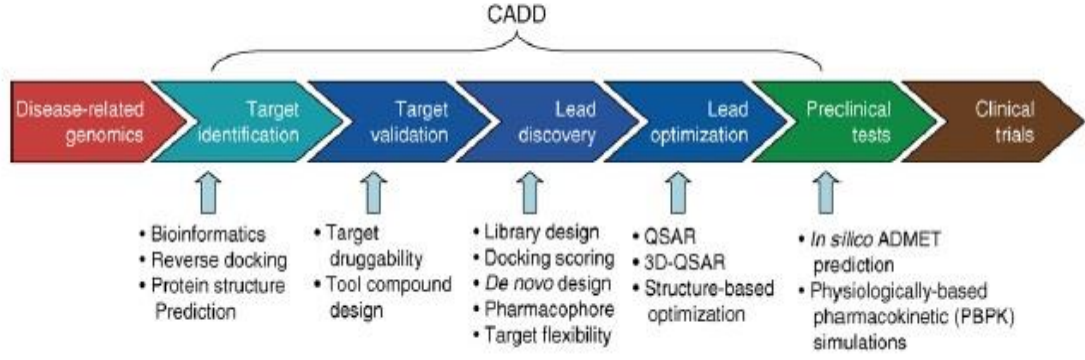 CADD
Disease-related
genomics
Target
identification
Target
validation
Lead
discovery
Lead
optimization
Preclinical
tests
Clinical
trials
• Bioinformatics
• Reverse docking
• Protein structure
Prediction
• Target
druggability
• Tool compound
design
• Library design
• Docking scoring
• De novo design
• Pharmacophore
• Target flexibility
• QSAR
• 3D-QSAR
• Structure-based
optimization
• In silico ADMET
prediction
• Physiologically-based
pharmacokinetic (PBPK)
simulations